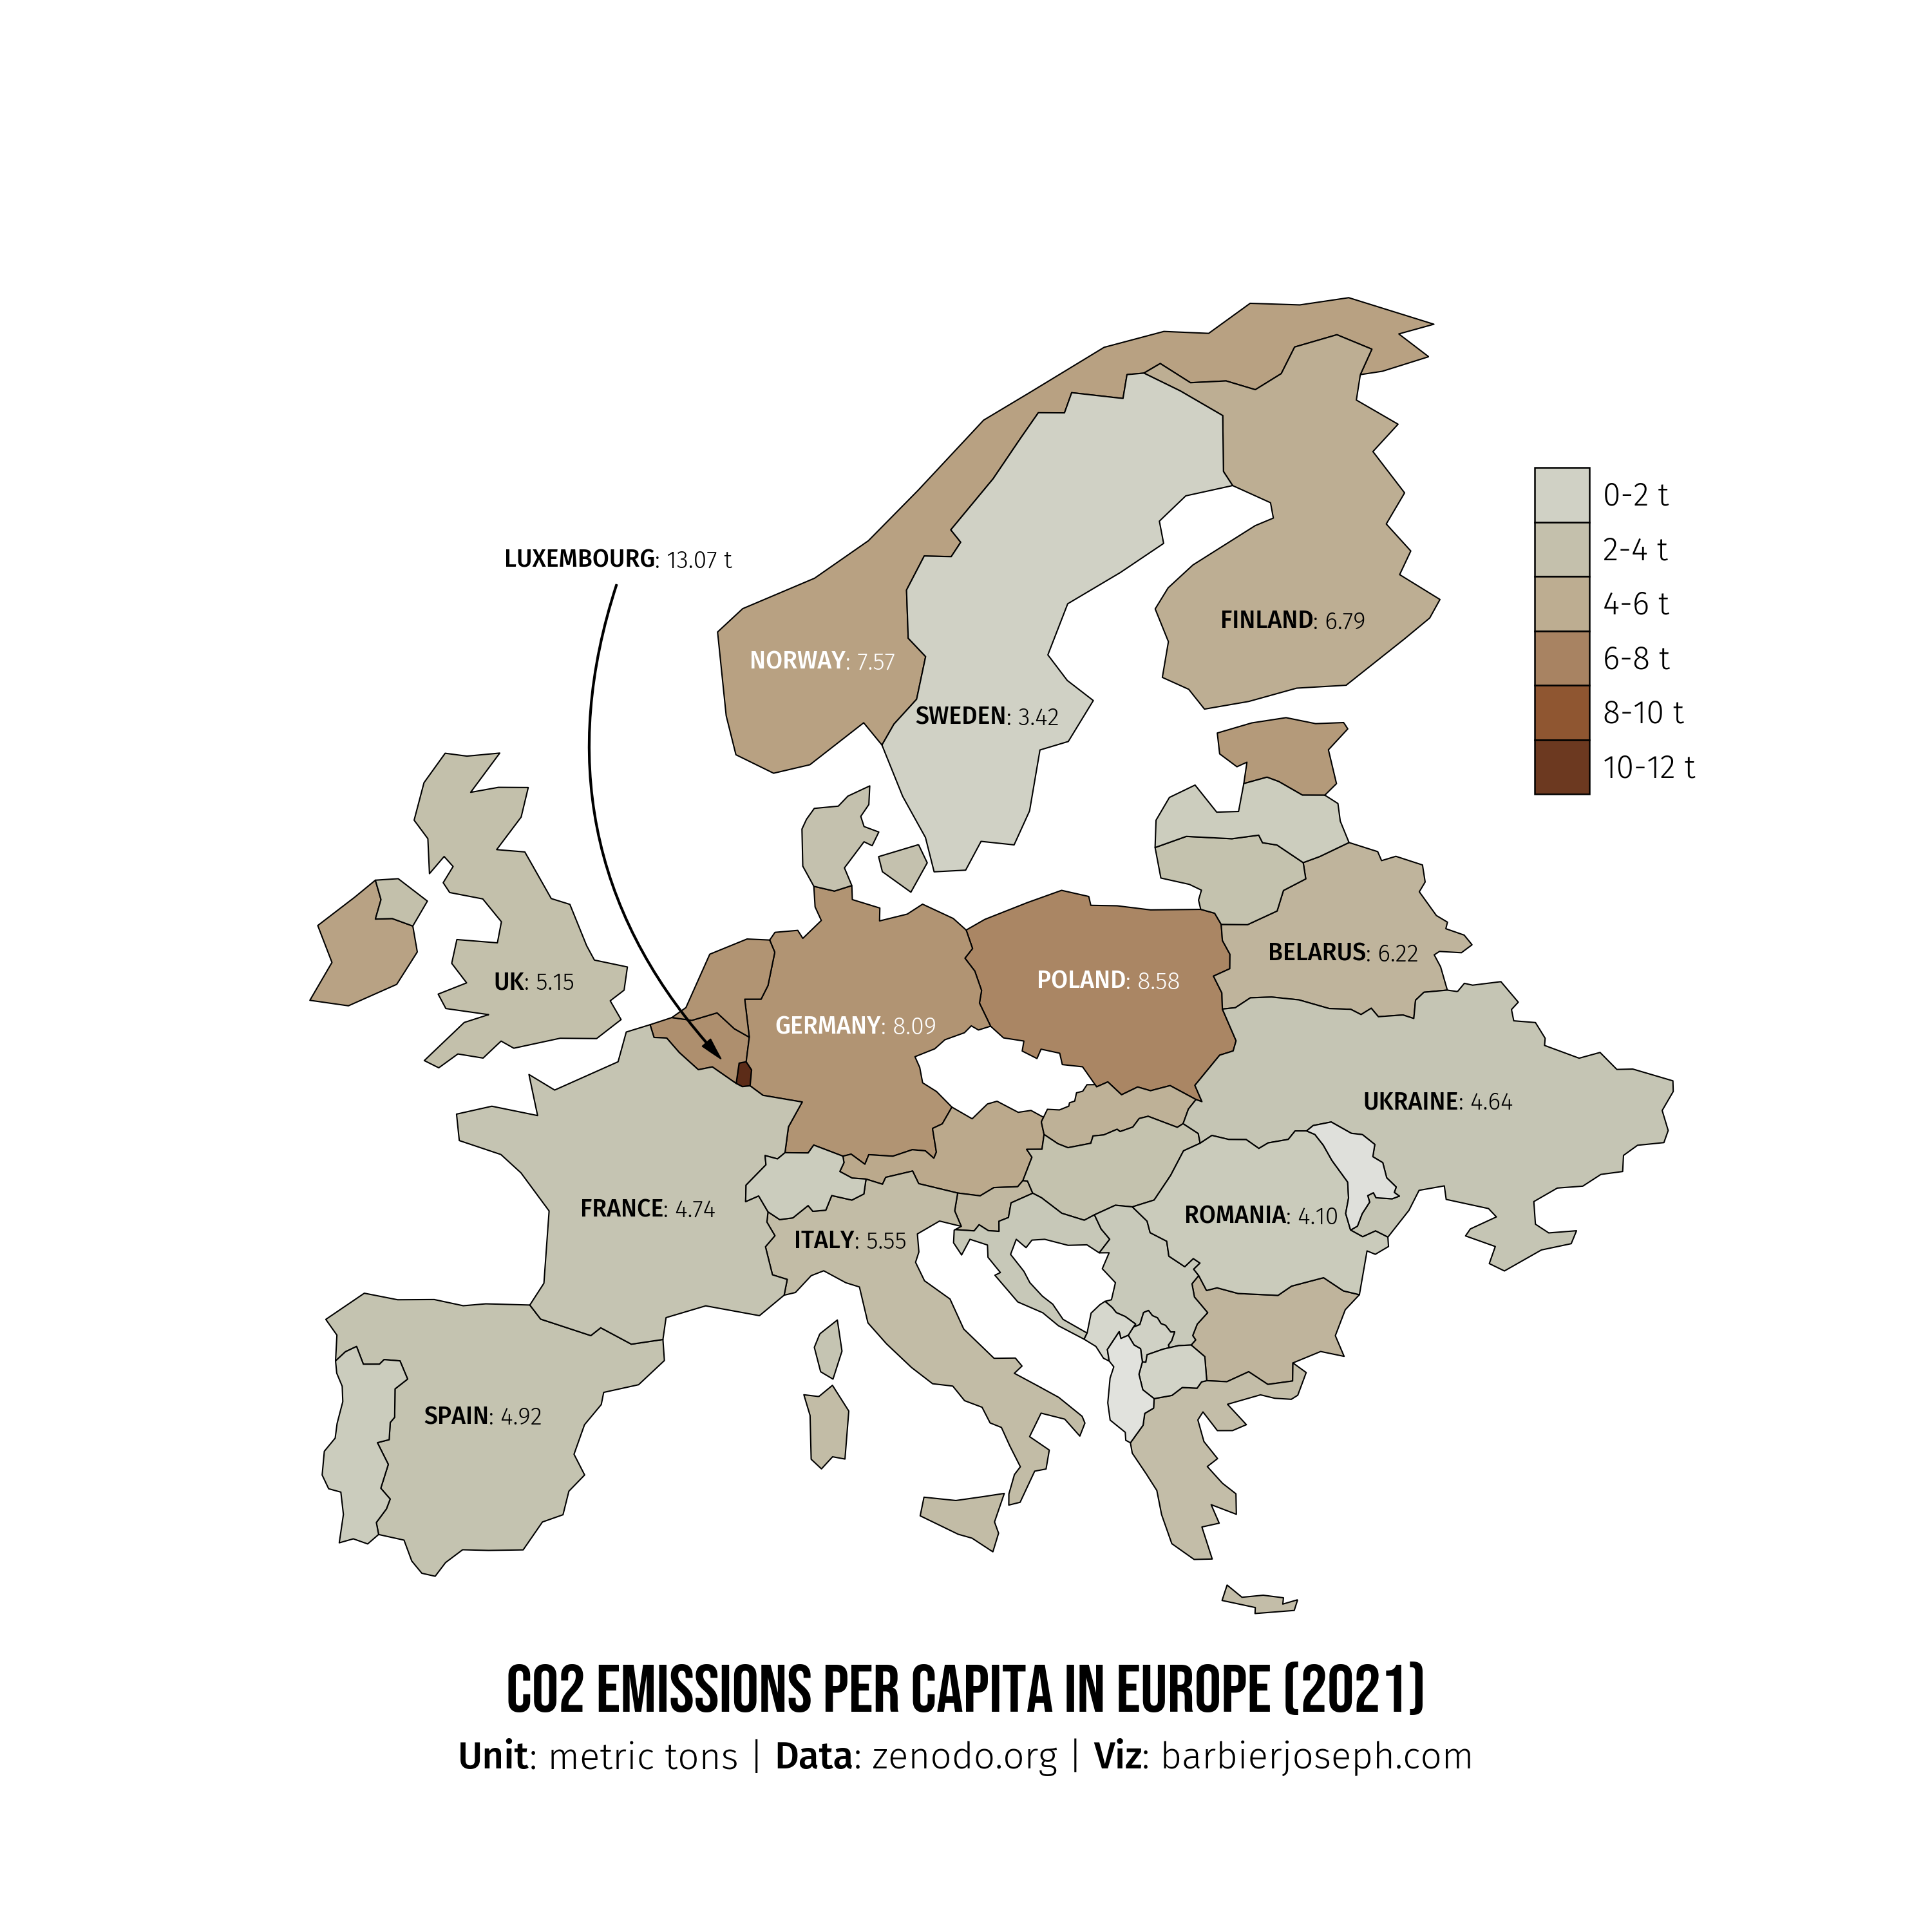 LUXEMBOURG: 13.07 t
NORWAY: 7.57
SWEDEN: 3.42
FINLAND: 6.79
0-2 t
2-4 t
4-6 t
6-8 t
8-10 t
10-12 t
UK: 5.15
GERMANY: 8.09
POLAND: 8.58
BELARUS: 6.22
UKRAINE: 4.64
FRANCE: 4.74
ITALY: 5.55
ROMANIA: 4.10
SPAIN: 4.92
CO2 EMISSIONS PER CAPITA IN EUROPE (2021)
Unit: metric tons | Data: zenodo.org | Viz: barbierjoseph.com